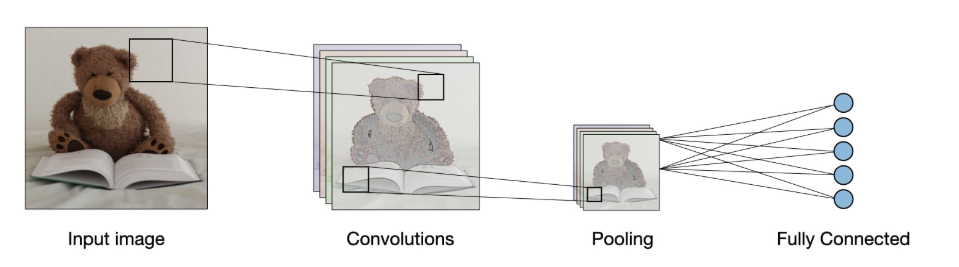 Input image
Convolutions
Pooling
Fully Connected